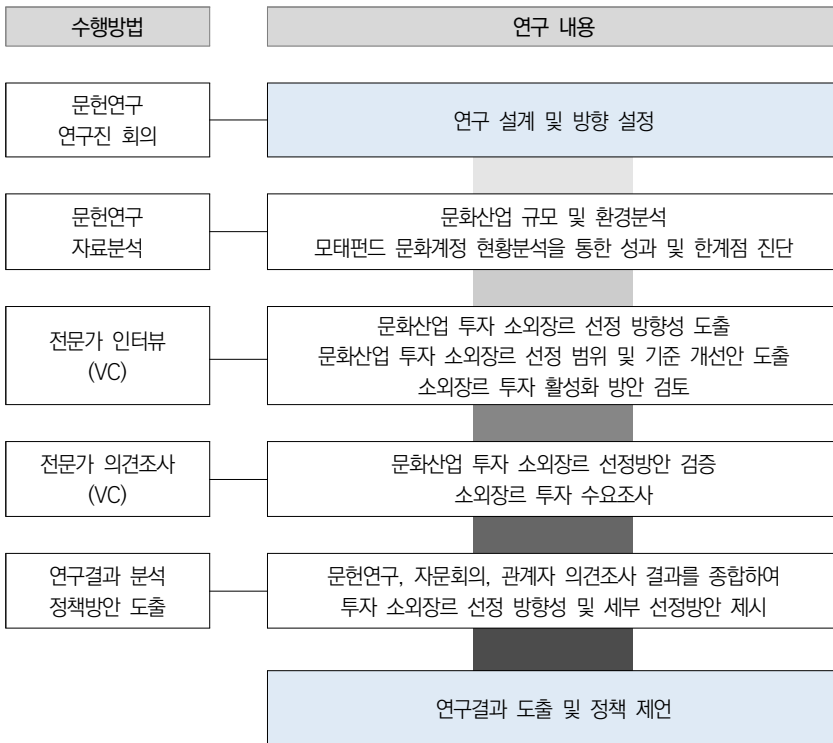 수행방법
연구 내용
문헌연구
연구진 회의
연구 설계 및 방향 설정
문헌연구
자료분석
문화산업 규모 및 환경분석
모태펀드 문화계정 현황분석을 통한 성과 및 한계점 진단
전문가 인터뷰
(VC)
문화산업 투자 소외장르 선정 방향성 도출
문화산업 투자 소외장르 선정 범위 및 기준 개선안 도출
소외장르 투자 활성화 방안 검토
전문가 의견조사
(VC)
문화산업 투자 소외장르 선정방안 검증
소외장르 투자 수요조사
연구결과 분석
정책방안 도출
문헌연구, 자문회의, 관계자 의견조사 결과를 종합하여
투자 소외장르 선정 방향성 및 세부 선정방안 제시
연구결과 도출 및 정책 제언